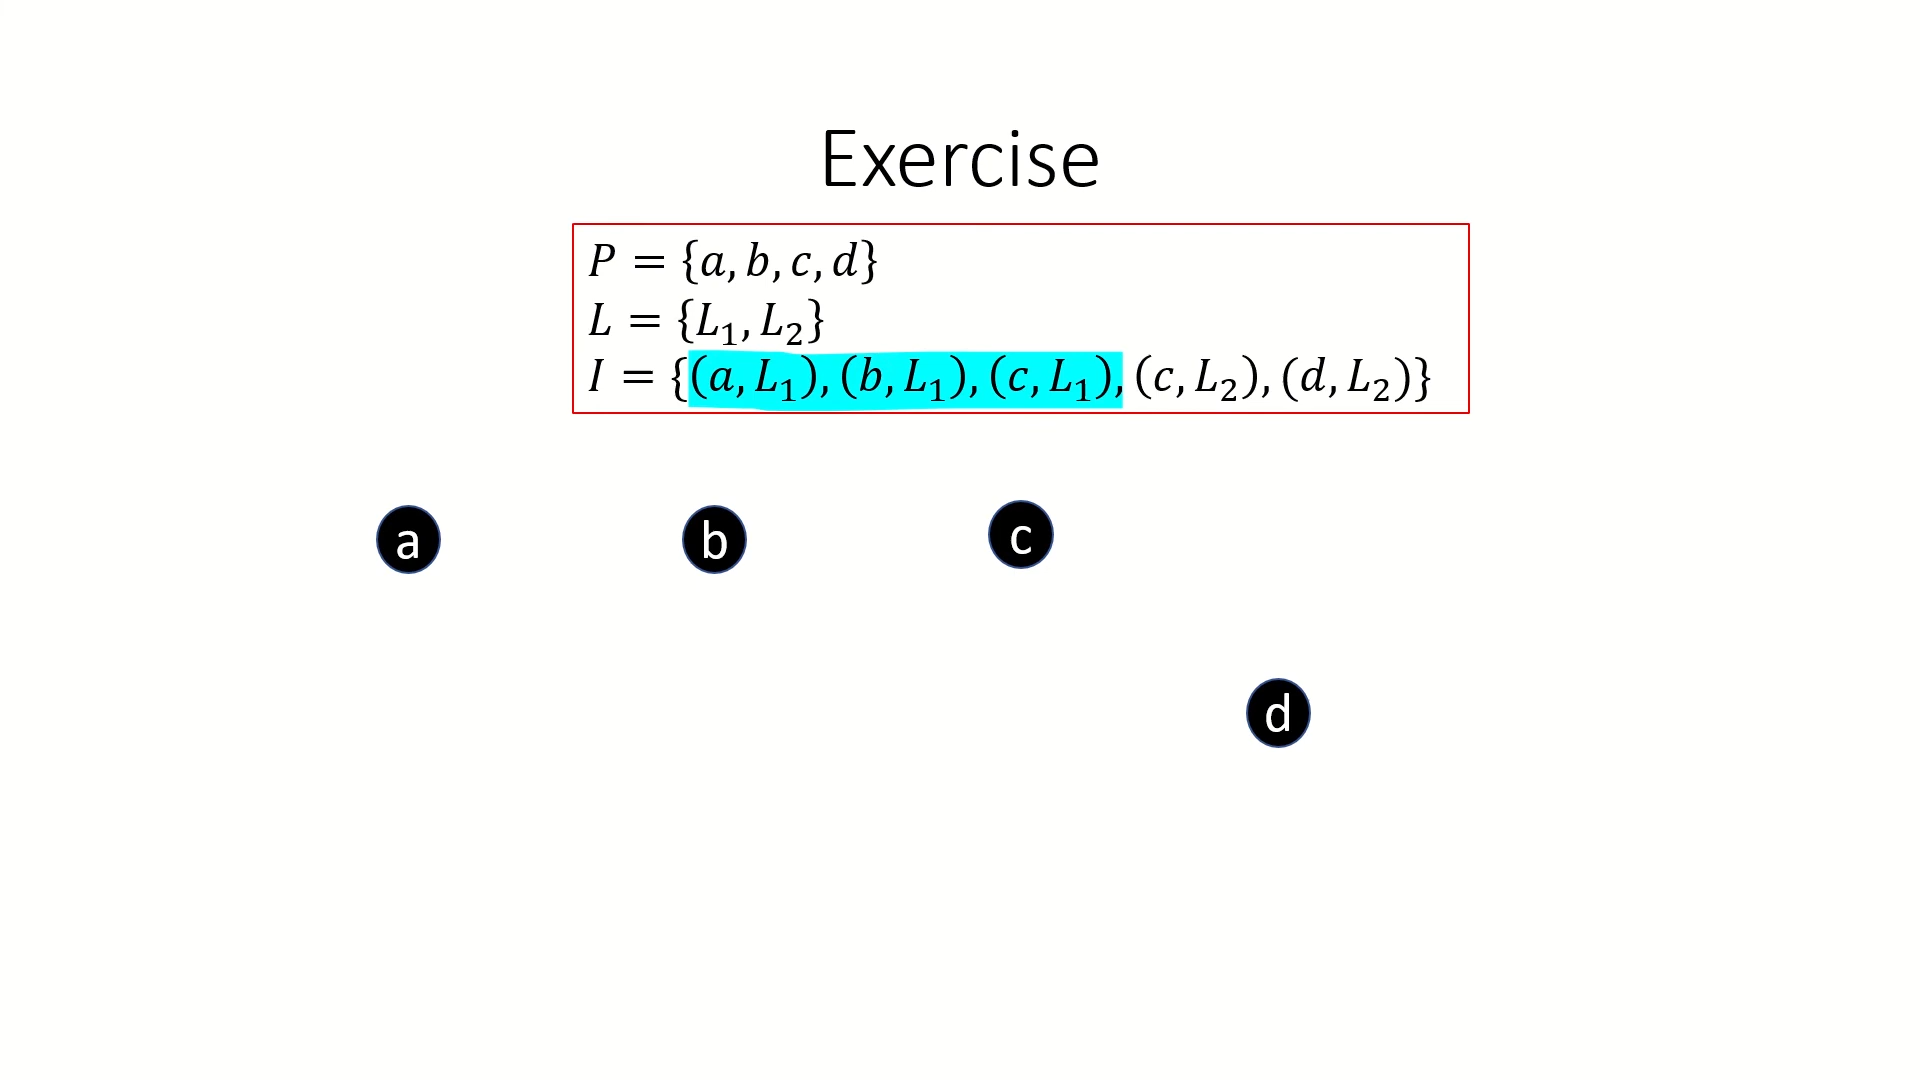 Exercise
P = {a, b, c, d}
L = {L₁, L₂}
I = {(a, L₁), (b, L₁), (c, L₁), (c, L₂), (d, L₂)}
a b c
d